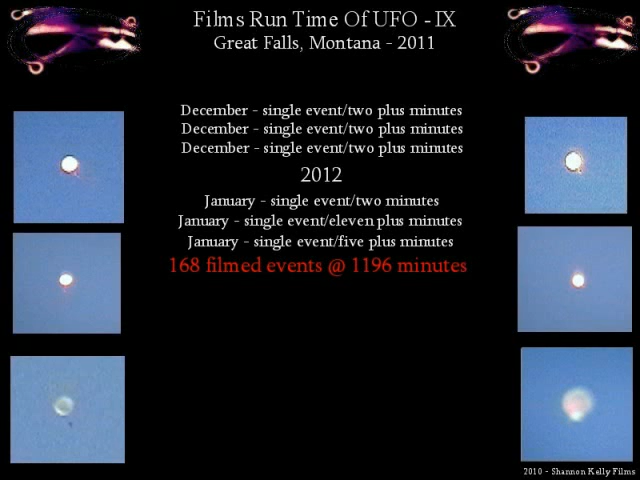 Films Run Time Of UFO - IX
Great Falls, Montana - 2011
December - single event/two plus minutes
December - single event/two plus minutes
December - single event/two plus minutes
2012
January - single event/two minutes
January - single event/eleven plus minutes
January - single event/five plus minutes
168 filmed events @ 1196 minutes
2010 - Shannon Kelly Films